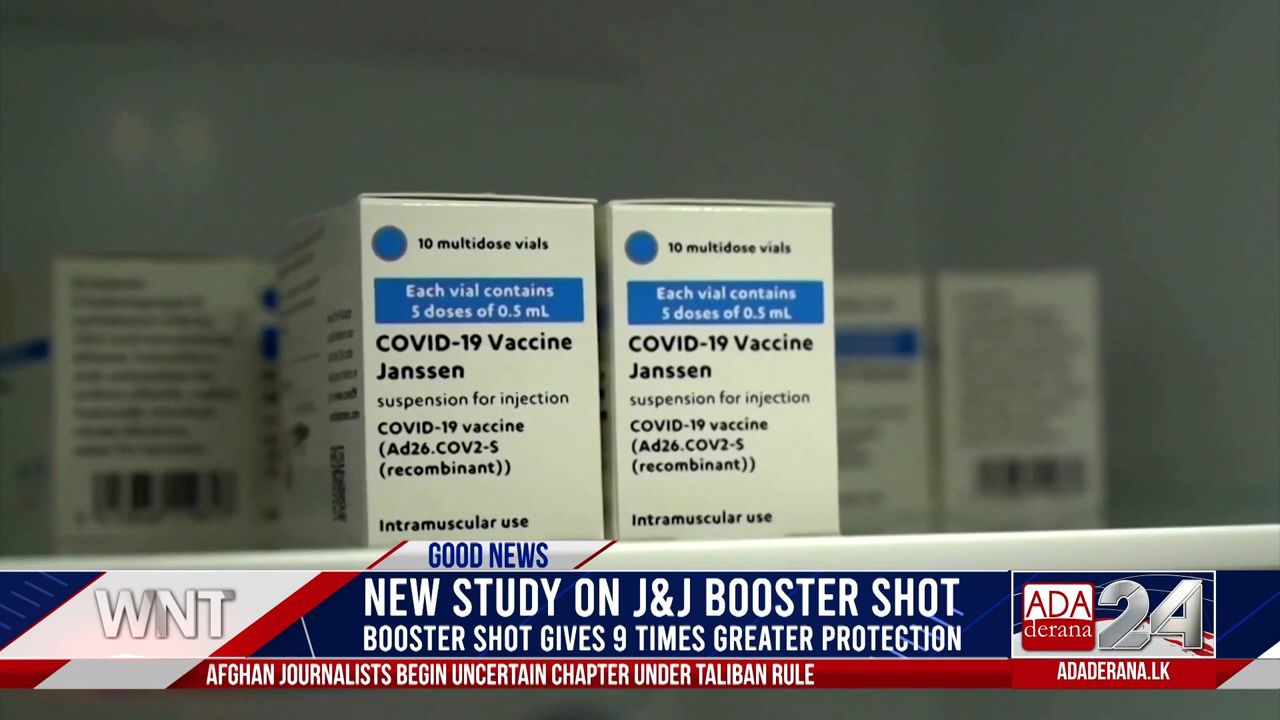 10 multidose vials
Each vial contains
5 doses of 0.5 mL
COVID-19 Vaccine
Janssen
suspension for injection
COVID-19 vaccine
(Ad26.COV2-S
(recombinant))
Intramuscular use
10 multidose vials
Each vial contains
5 doses of 0.5 mL
COVID-19 Vaccine
Janssen
suspension for injection
COVID-19 vaccine
(Ad26.COV2-S
(recombinant))
Intramuscular use
GOOD NEWS
WNT
NEW STUDY ON J&J BOOSTER SHOT
BOOSTER SHOT GIVES 9 TIMES GREATER PROTECTION
ADA
derana
24
AFGHAN JOURNALISTS BEGIN UNCERTAIN CHAPTER UNDER TALIBAN RULE
ADADERANA.LK